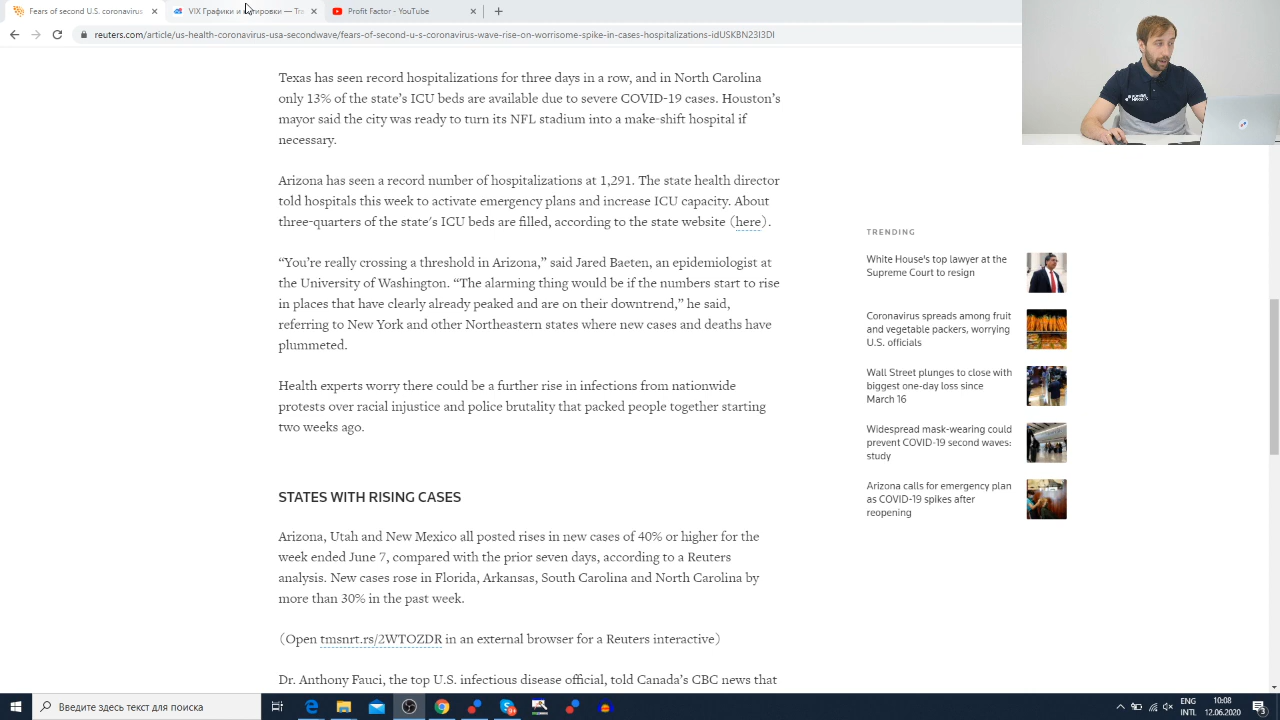 Fears of second U.S. coronavirus
VIX Графики и
ировки — Tra
Profit Factor - YouTube
reuters.com/article/us-health-coronavirus-usa-secondwave/fears-of-second-u-s-coronavirus-wave-rise-on-worrisome-spike-in-cases-hospitalizations-idUSKBN23I3DI
Texas has seen record hospitalizations for three days in a row, and in North Carolina
only 13% of the state’s ICU beds are available due to severe COVID-19 cases. Houston’s
mayor said the city was ready to turn its NFL stadium into a make-shift hospital if
necessary.
Arizona has seen a record number of hospitalizations at 1,291. The state health director
told hospitals this week to activate emergency plans and increase ICU capacity. About
three-quarters of the state’s ICU beds are filled, according to the state website (here).
“You’re really crossing a threshold in Arizona,” said Jared Baeten, an epidemiologist at
the University of Washington. “The alarming thing would be if the numbers start to rise
in places that have clearly already peaked and are on their downtrend,” he said,
referring to New York and other Northeastern states where new cases and deaths have
plummeted.
Health experts worry there could be a further rise in infections from nationwide
protests over racial injustice and police brutality that packed people together starting
two weeks ago.
STATES WITH RISING CASES
Arizona, Utah and New Mexico all posted rises in new cases of 40% or higher for the
week ended June 7, compared with the prior seven days, according to a Reuters
analysis. New cases rose in Florida, Arkansas, South Carolina and North Carolina by
more than 30% in the past week.
(Open tmsnrt.rs/2WTOZDR in an external browser for a Reuters interactive)
Dr. Anthony Fauci, the top U.S. infectious disease official, told Canada’s CBC news that
TRENDING
White House's top lawyer at the
Supreme Court to resign
Coronavirus spreads among fruit
and vegetable packers, worrying
U.S. officials
Wall Street plunges to close with
biggest one-day loss since
March 16
Widespread mask-wearing could
prevent COVID-19 second waves:
study
Arizona calls for emergency plan
as COVID-19 spikes after
reopening
Введите здесь текст для поиска
ENG
INTL
10:08
12.06.2020
3